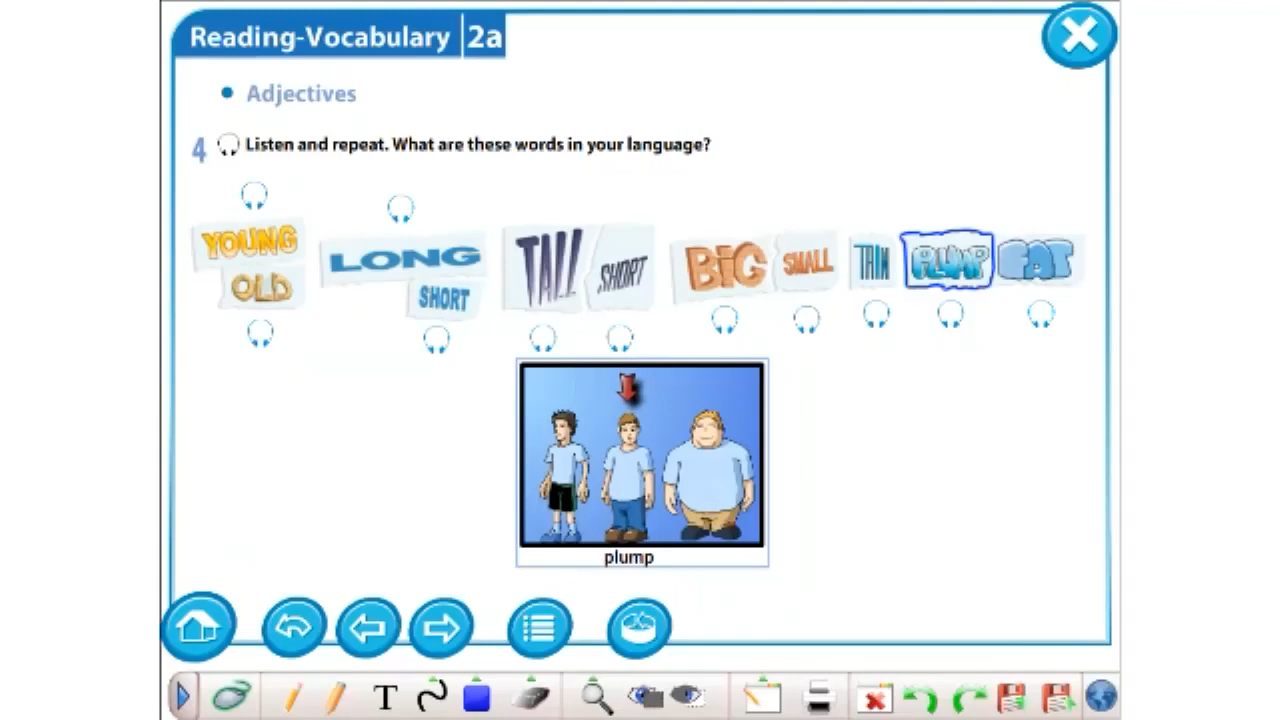 Reading-Vocabulary 2a
• Adjectives
4 Listen and repeat. What are these words in your language?
YOUNG
OLD
LONG
SHORT
TALL SHORT
BIG SMALL
THIN PLUMP FAT
plump
T